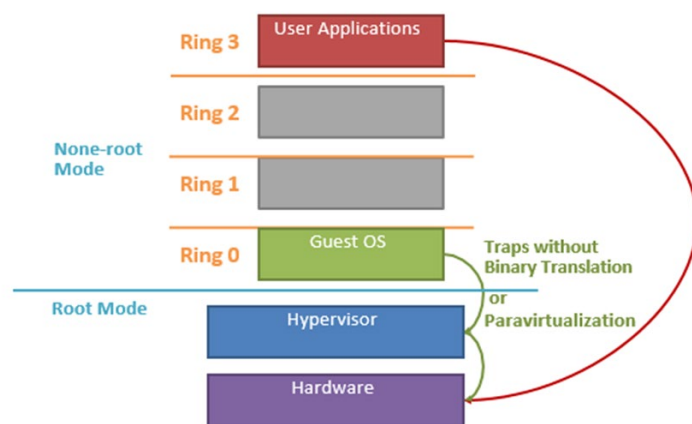 User Applications
Ring 3
Ring 2
None-root
Mode
Ring 1
Guest OS
Ring 0
Traps without
Binary Translation
or
Paravirtualization
Root Mode
Hypervisor
Hardware